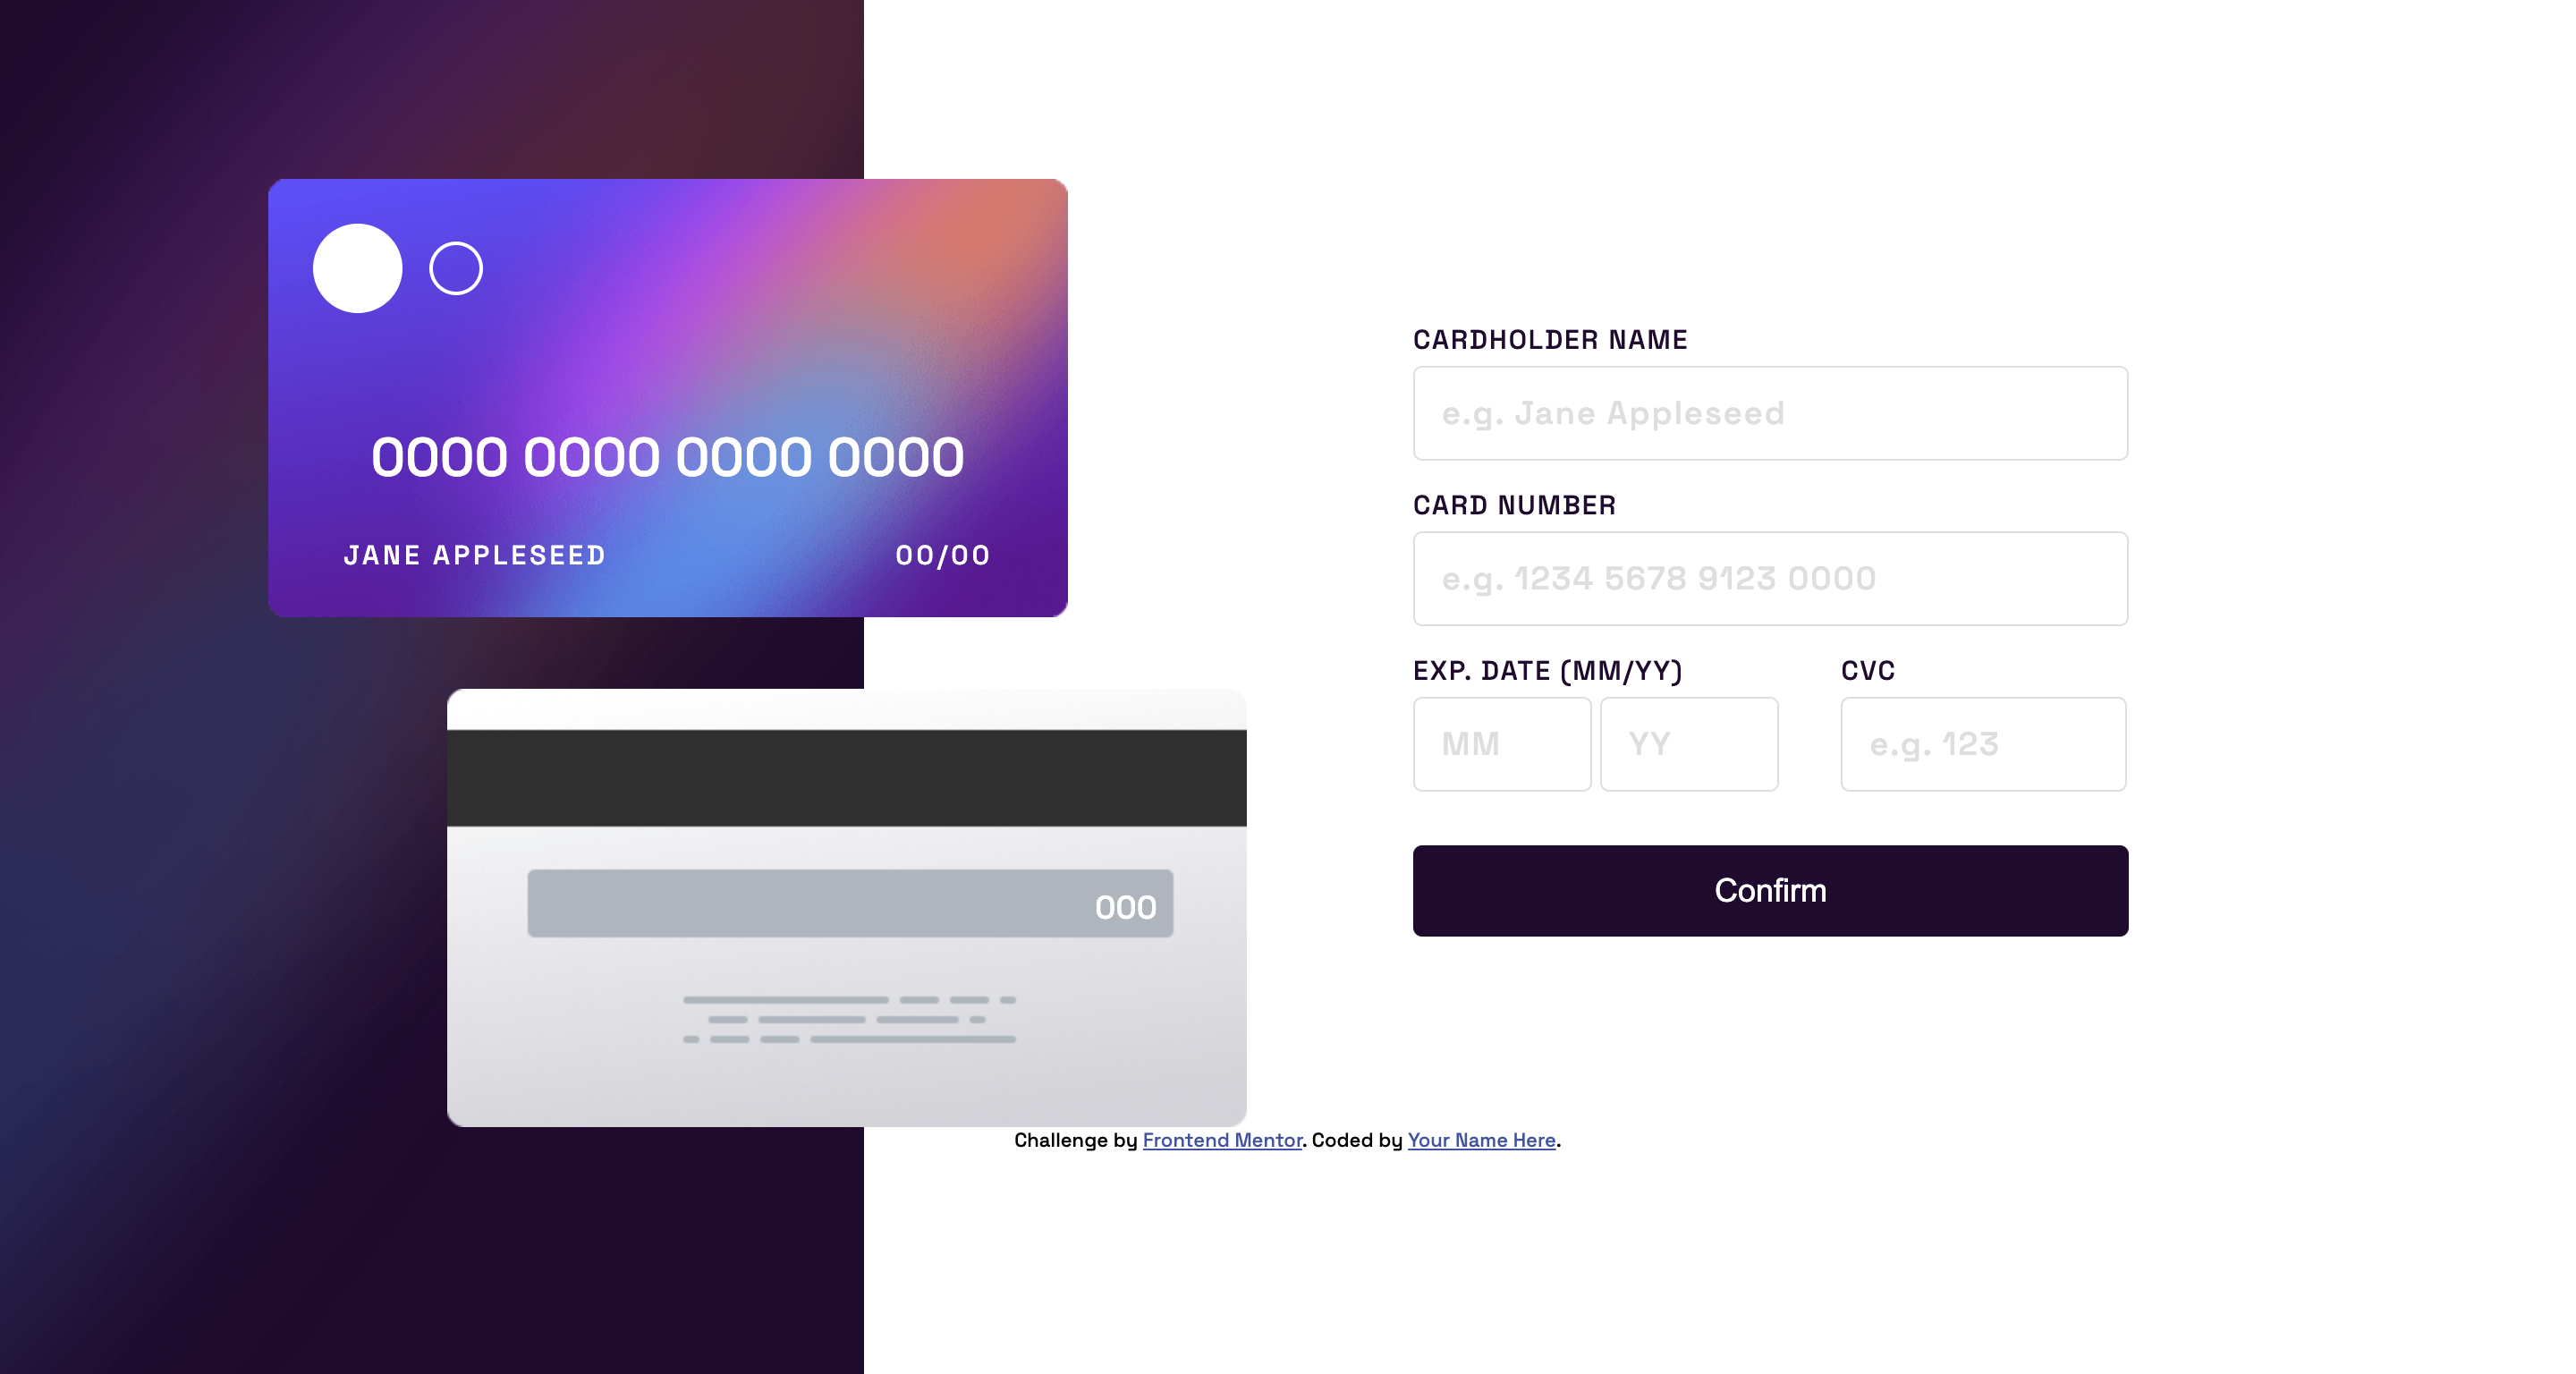 0000 0000 0000 0000
JANE APPLESEED 00/00
000
CARDHOLDER NAME
e.g. Jane Appleseed
CARD NUMBER
e.g. 1234 5678 9123 0000
EXP. DATE (MM/YY) CVC
MM YY e.g. 123
Confirm
Challenge by Frontend Mentor. Coded by Your Name Here.